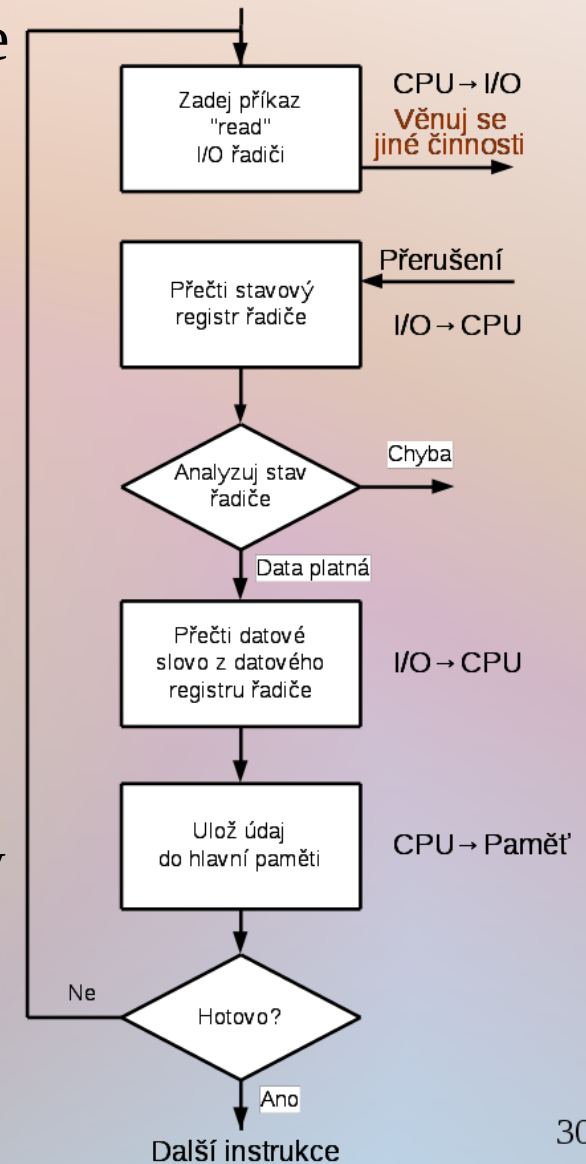 e
Zadej příkaz
"read"
I/O řadiči
CPU→I/O
Věnuj se
jiné činnosti
Přečti stavový
registr řadiče
Přerušení
I/O→CPU
Analyzuj stav
řadiče
Chyba
Data platná
Přečti datové
slovo z datového
registru řadiče
I/O→CPU
Ulož údaj
do hlavní paměti
CPU→Paměť
y
Ne
Hotovo?
Ano
Další instrukce
30